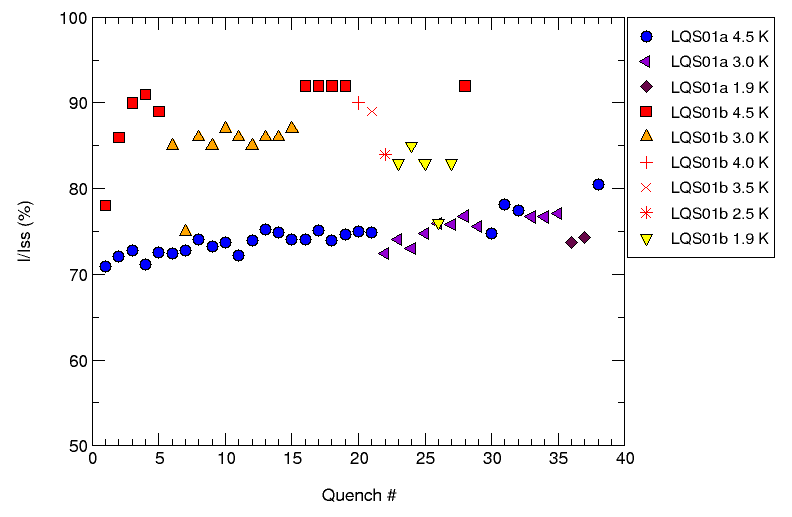 100
90
80
70
60
50
I/Iss (%)
0 5 10 15 20 25 30 35 40
Quench #
LQS01a 4.5 K
LQS01a 3.0 K
LQS01a 1.9 K
LQS01b 4.5 K
LQS01b 3.0 K
LQS01b 4.0 K
LQS01b 3.5 K
LQS01b 2.5 K
LQS01b 1.9 K